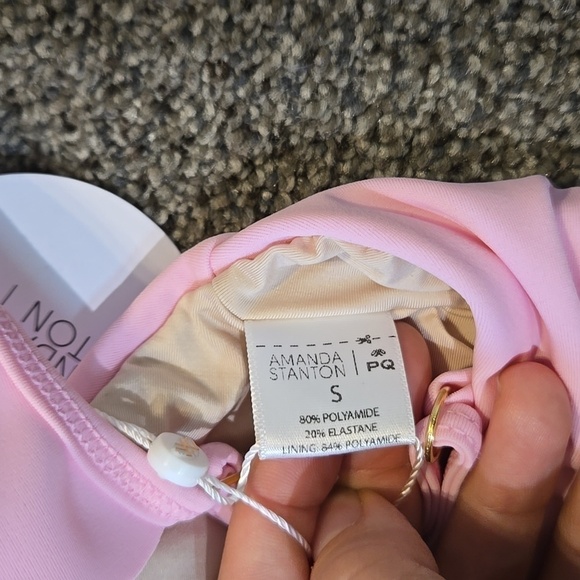 AMANDA
STANTON
PQ
S
80% POLYAMIDE
20% ELASTANE
LINING: 84% POLYAMIDE